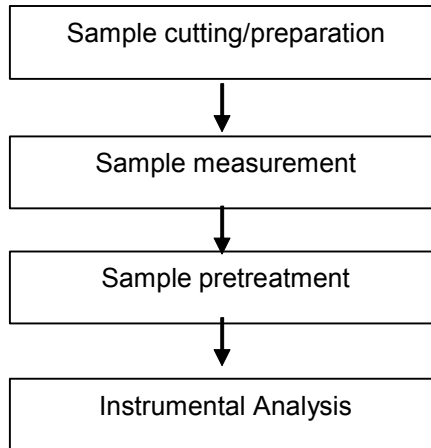 Sample cutting/preparation
Sample measurement
Sample pretreatment
Instrumental Analysis